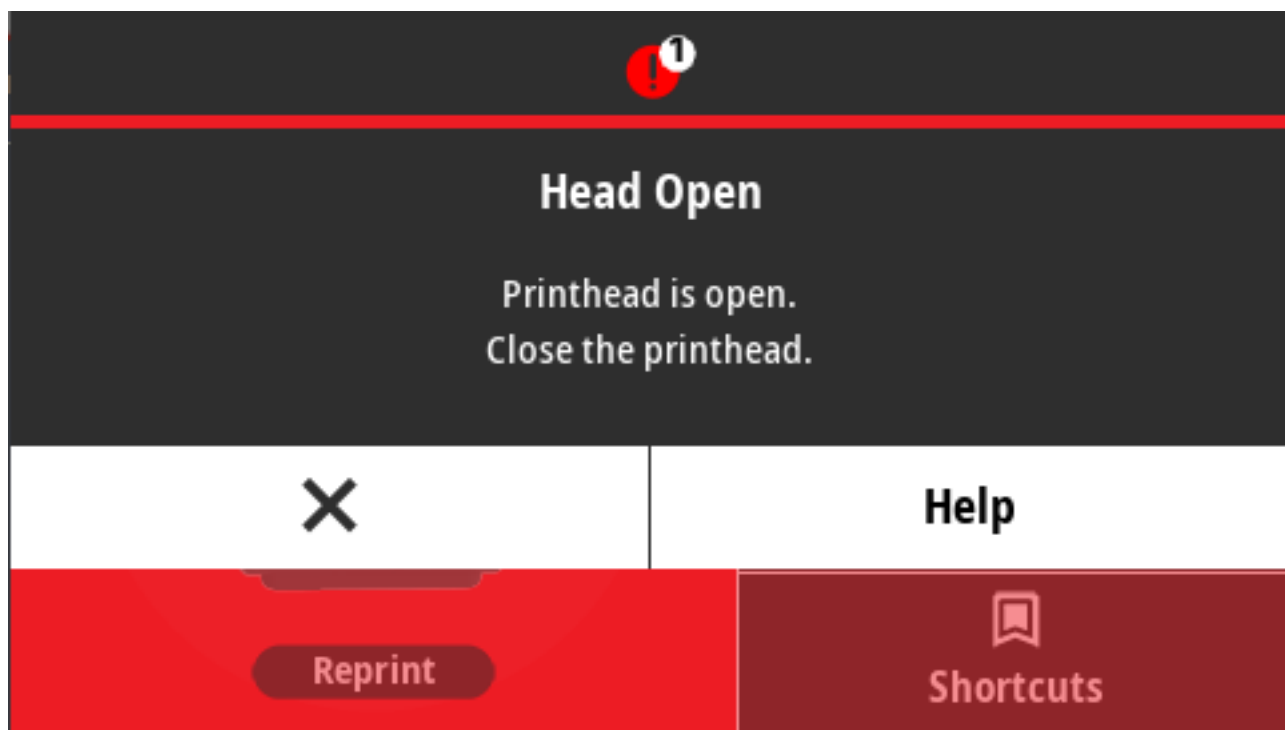 1
Head Open
Printhead is open.
Close the printhead.
Help
Reprint
Shortcuts